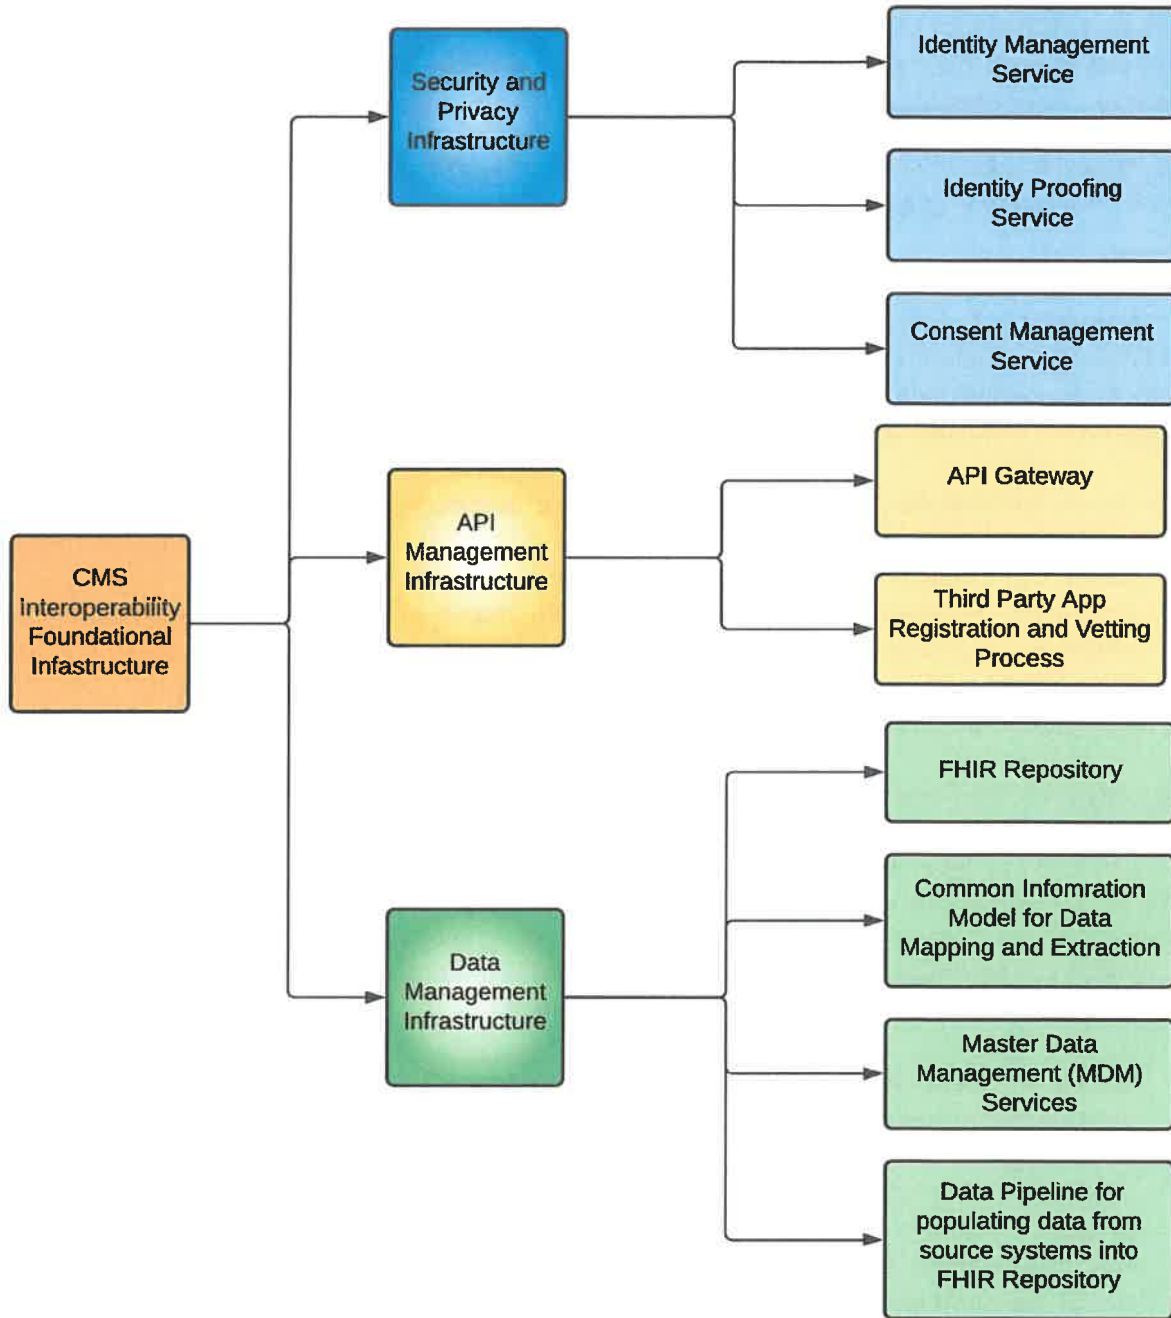 Security and
Privacy
Infrastructure
Identity Management
Service
Identity Proofing
Service
Consent Management
Service
API
Management
Infrastructure
API Gateway
Third Party App
Registration and Vetting
Process
CMS
interoperability
Foundational
Infastructure
Data
Management
Infrastructure
FHIR Repository
Common Infomration
Model for Data
Mapping and Extraction
Master Data
Management (MDM)
Services
Data Pipeline for
populating data from
source systems into
FHIR Repository